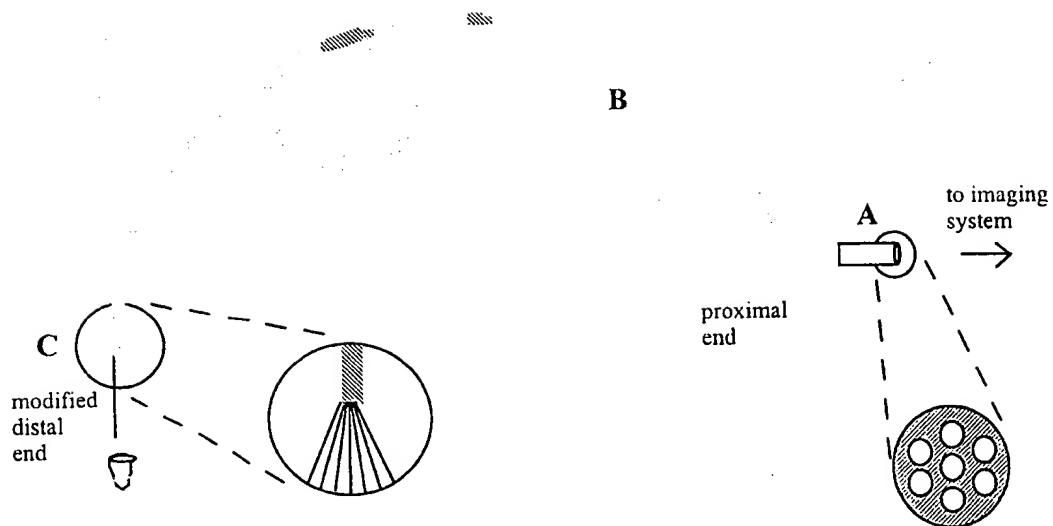 B
A
to imaging
system
proximal
end
C
modified
distal
end